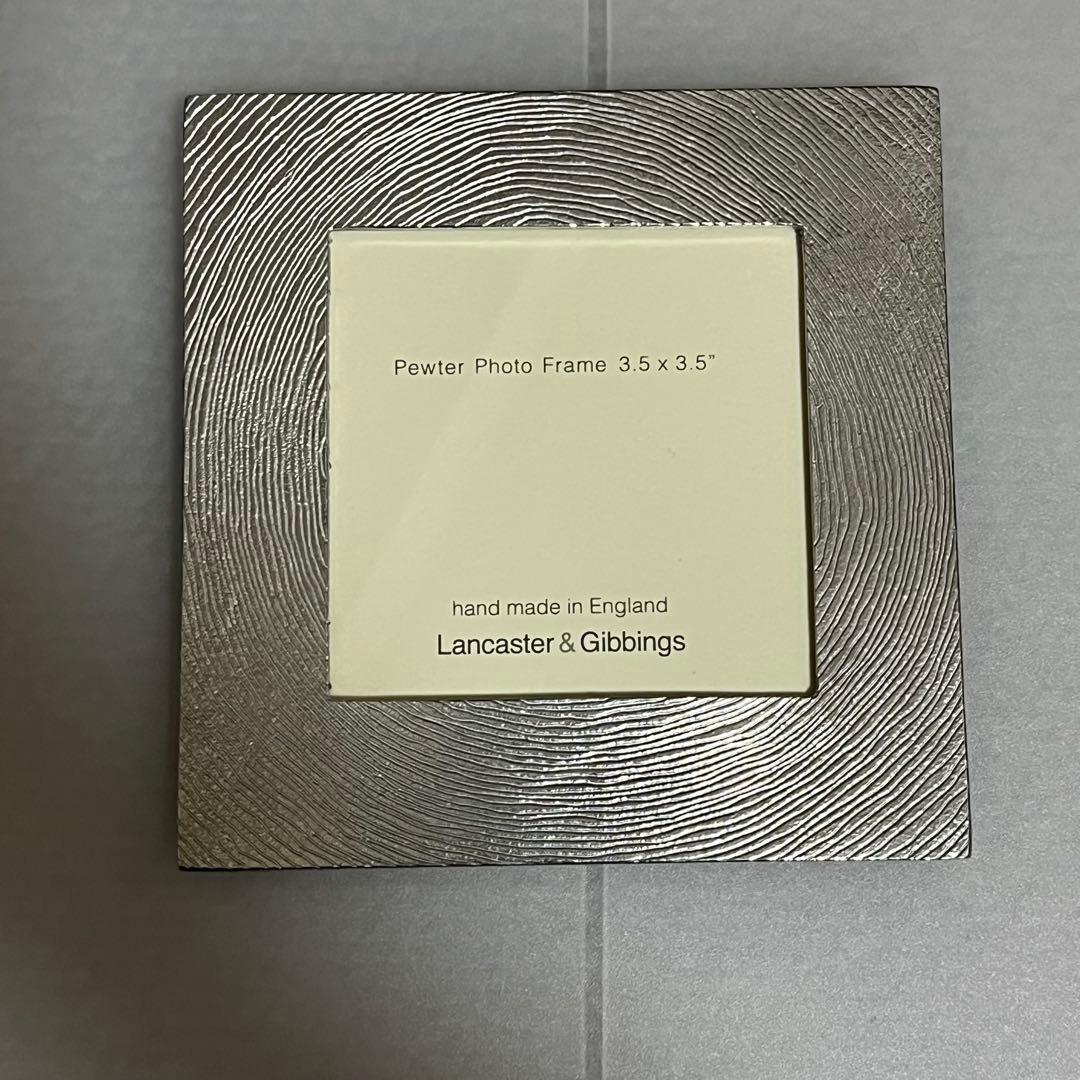 Pewter Photo Frame 3.5 x 3.5”
hand made in England
Lancaster & Gibbings